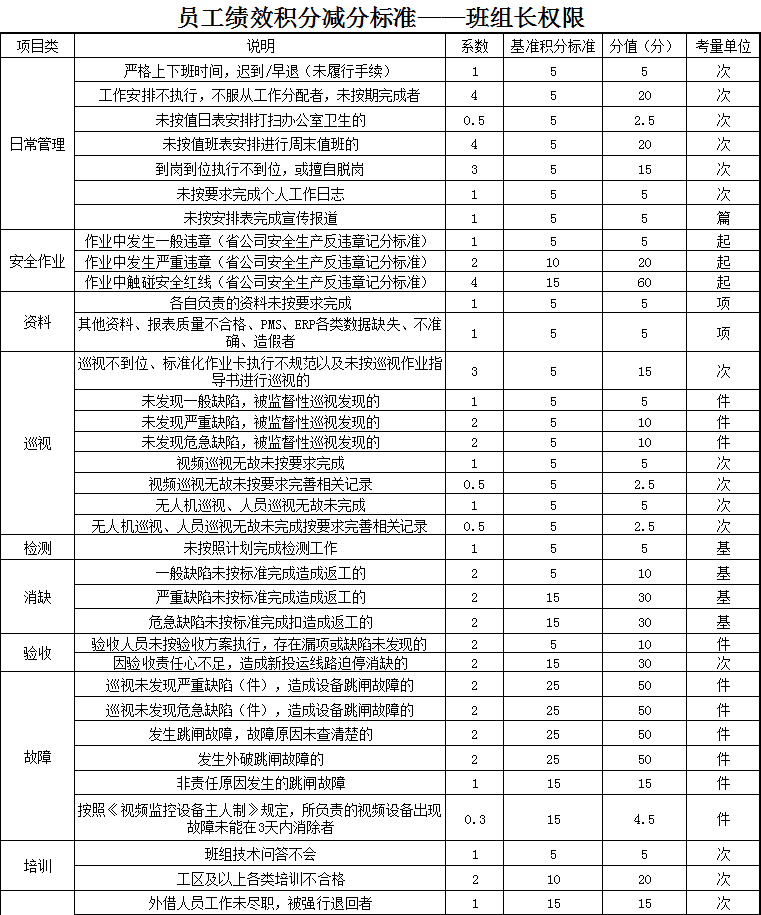 员工绩效积分减分标准——班组长权限
项目类 说明 系数 基准积分标准 分值（分） 考量单位
日常管理
严格上下班时间，迟到/早退（未履行手续） 1 5 5 次
工作安排不执行，不服从工作分配者，未按期完成者 4 5 20 次
未按值日表安排打扫办公室卫生的 0.5 5 2.5 次
未按值班表安排进行周末值班的 4 5 20 次
到岗到位执行不到位，或擅自脱岗 3 5 15 次
未按要求完成个人工作日志 1 5 5 次
未按安排表完成宣传报道 1 5 5 篇
安全作业
作业中发生一般违章（省公司安全生产反违章记分标准） 1 5 5 起
作业中发生严重违章（省公司安全生产反违章记分标准） 2 10 20 起
作业中触碰安全红线（省公司安全生产反违章记分标准） 4 15 60 起
资料
各自负责的资料未按要求完成 1 5 5 项
其他资料、报表质量不合格、PMS、ERP各类数据缺失、不准
确、造假者 1 5 5 项
巡视
巡视不到位、标准化作业卡执行不规范以及未按巡视作业指
导书进行巡视的 3 5 15 次
未发现一般缺陷，被监督性巡视发现的 1 5 5 件
未发现严重缺陷，被监督性巡视发现的 2 5 10 件
未发现危急缺陷，被监督性巡视发现的 2 5 10 件
视频巡视无故未按要求完成 1 5 5 次
视频巡视无故未按要求完善相关记录 0.5 5 2.5 次
无人机巡视、人员巡视无故未完成 1 5 5 次
无人机巡视、人员巡视无故未完成按要求完善相关记录 0.5 5 2.5 次
检测 未按照计划完成检测工作 1 5 5 基
消缺
一般缺陷未按标准完成造成返工的 2 5 10 基
严重缺陷未按标准完成造成返工的 2 15 30 基
危急缺陷未按标准完成扣造成返工的 2 15 30 基
验收
验收人员未按验收方案执行，存在漏项或缺陷未发现的 2 5 10 件
因验收责任心不足，造成新投运线路迫停消缺的 2 15 30 次
故障
巡视未发现严重缺陷（件），造成设备跳闸故障的 2 25 50 件
巡视未发现危急缺陷（件），造成设备跳闸故障的 2 25 50 件
发生跳闸故障，故障原因未查清楚的 2 25 50 件
发生外破跳闸故障的 2 25 50 件
非责任原因发生的跳闸故障 1 15 15 件
按照《视频监控设备主人制》规定，所负责的视频设备出现
故障未能在3天内消除者 0.3 15 4.5 件
培训
班组技术问答不会 1 5 5 次
工区及以上各类培训不合格 2 10 20 次
外借人员工作未尽职，被强行退回者 1 15 15 次